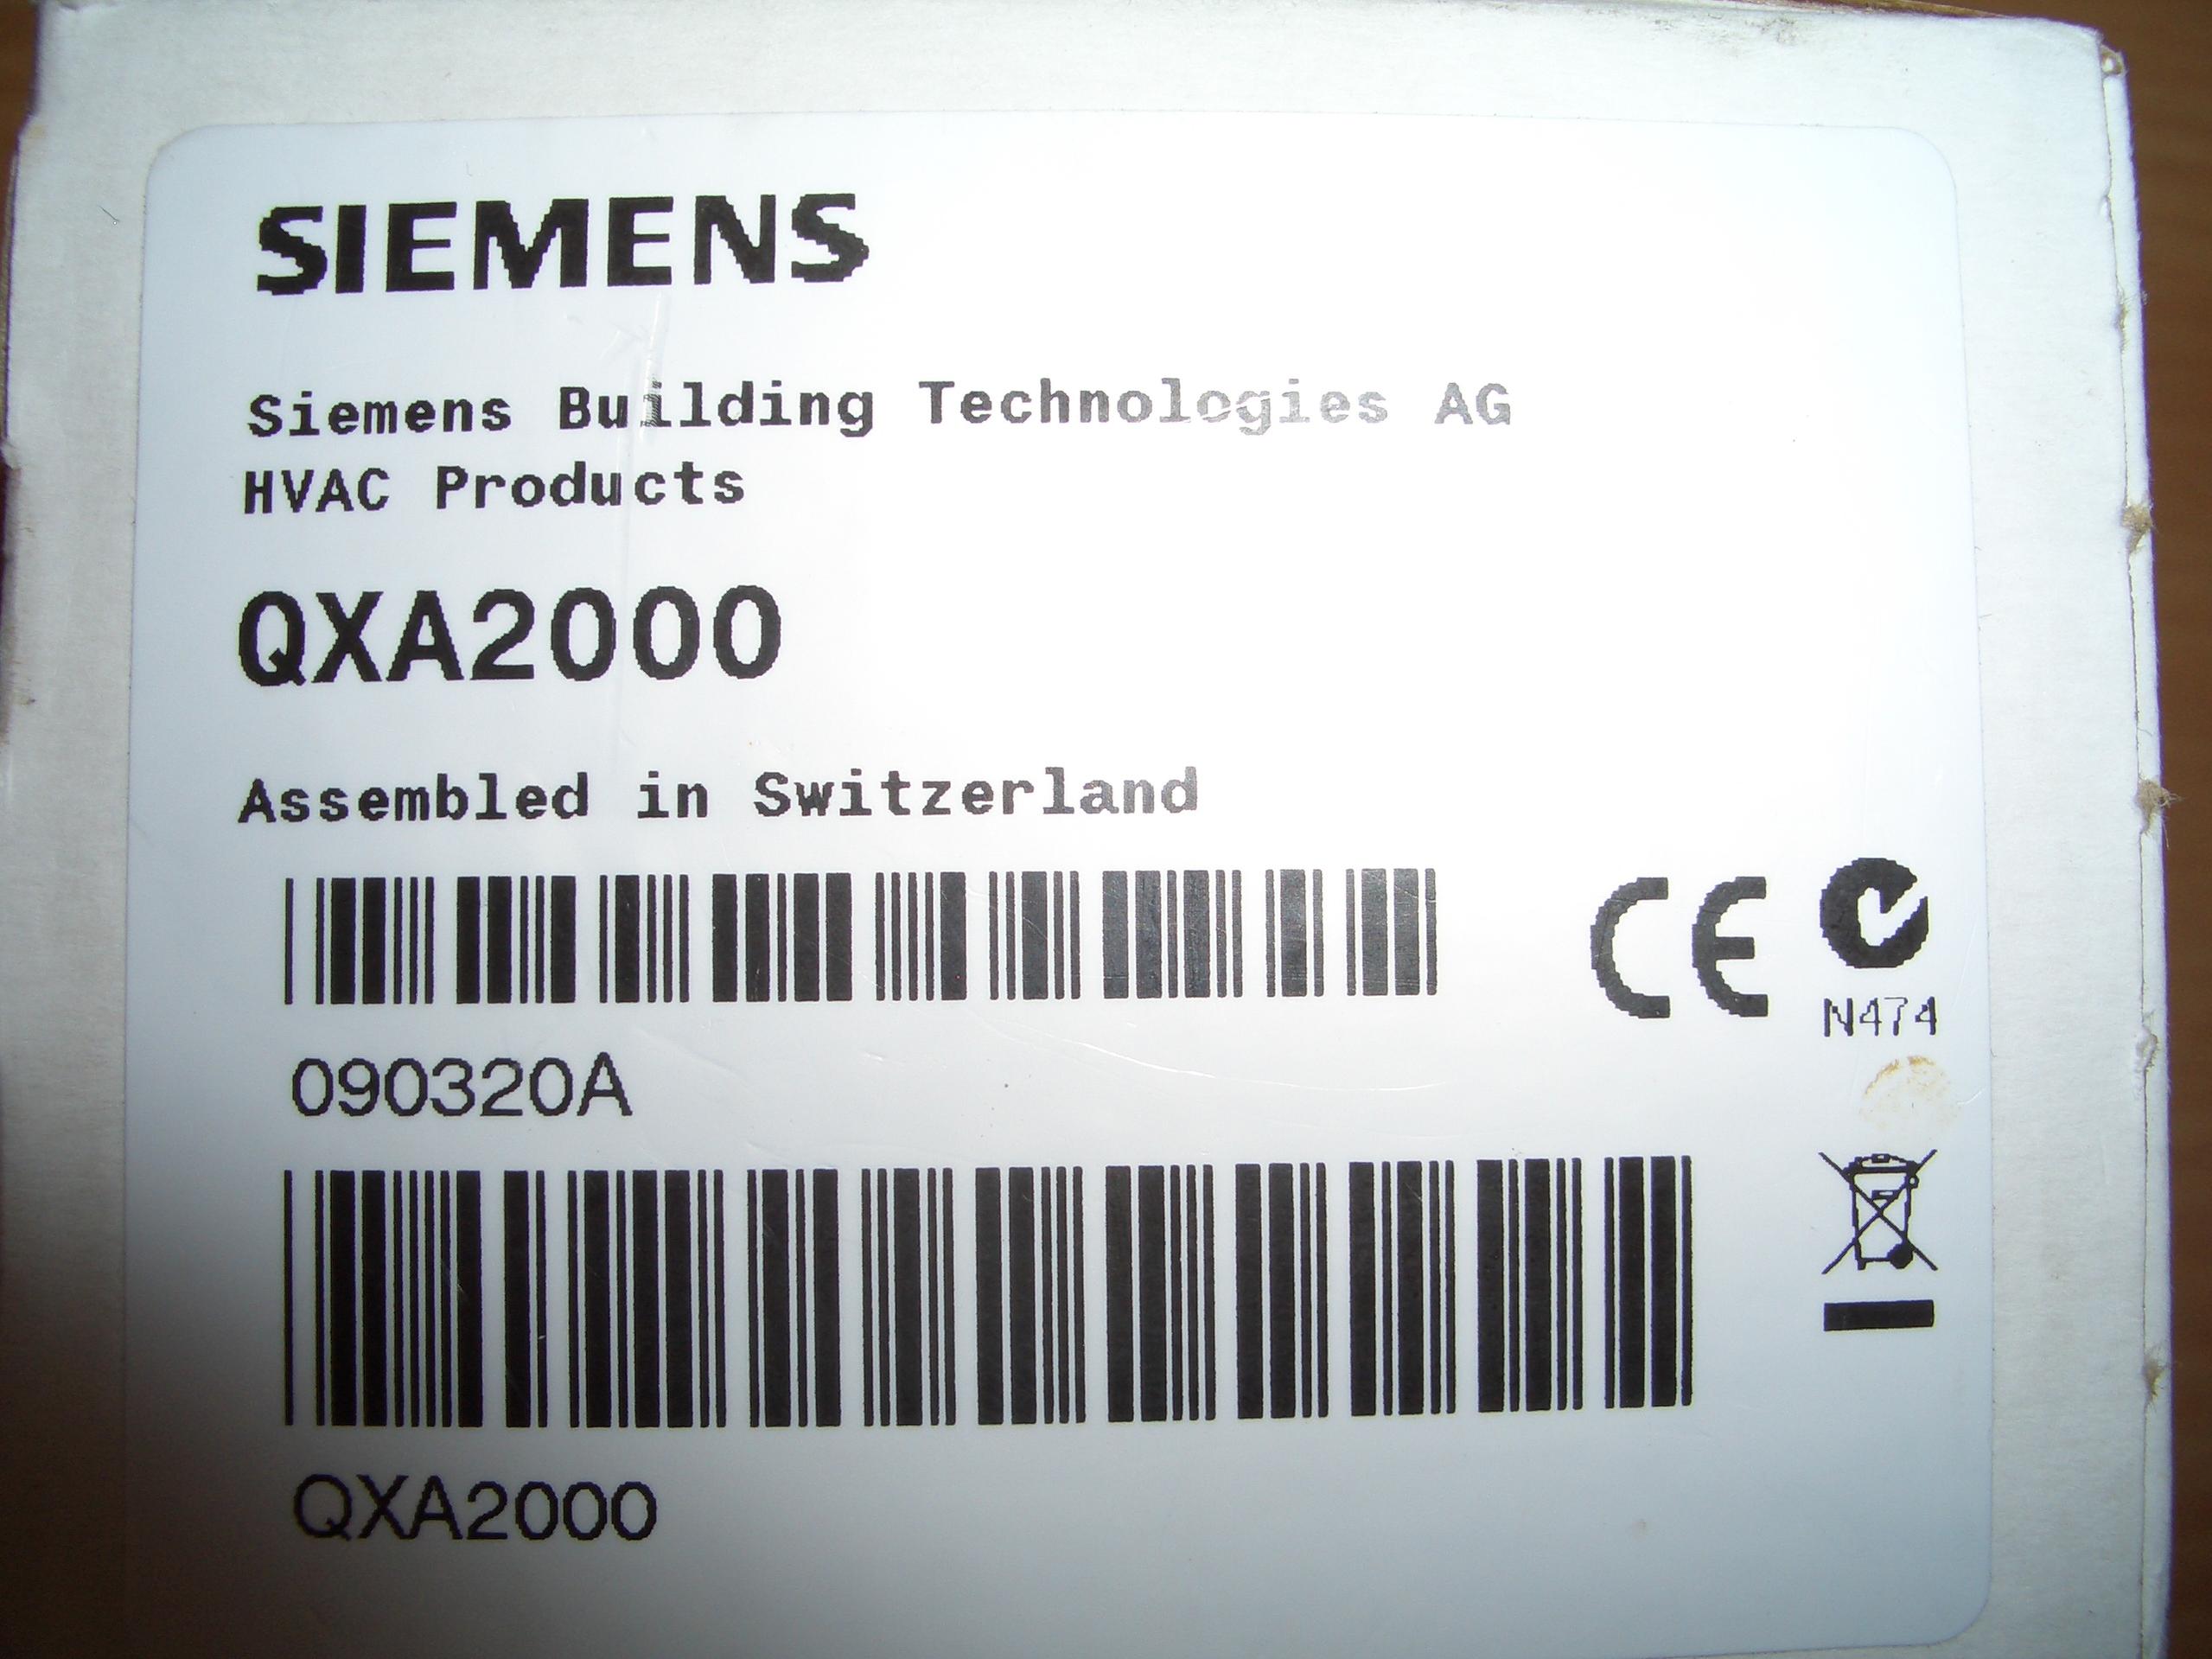 SIEMENS
Siemens Building Technologies AG
HVAC Products
QXA2000
Assembled in Switzerland
CE
N474
090320A
QXA2000